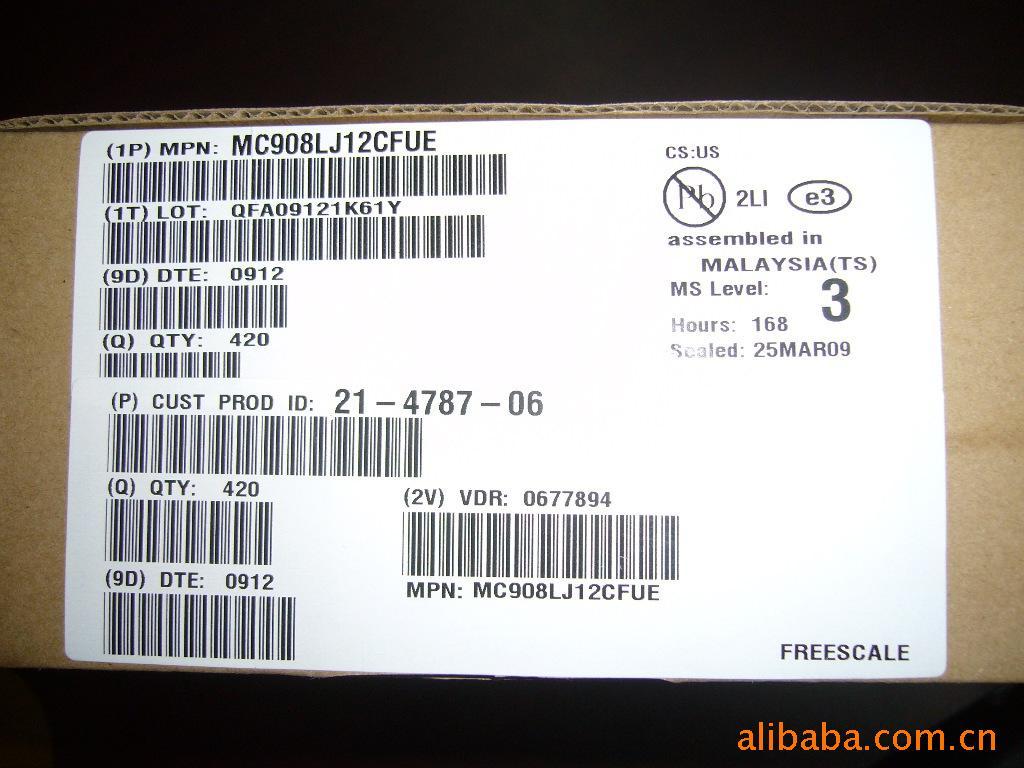 (1P) MPN: MC908LJ12CFUE
(1T) LOT: QFA09121K61Y
(9D) DTE: 0912
(Q) QTY: 420
CS:US
Pb 2LI e3
assembled in
MALAYSIA(TS)
MS Level: 3
Hours: 168
Sealed: 25MAR09
(P) CUST PROD ID: 21-4787-06
(Q) QTY: 420
(9D) DTE: 0912
(2V) VDR: 0677894
MPN: MC908LJ12CFUE
FREESCALE
alibaba.com.cn